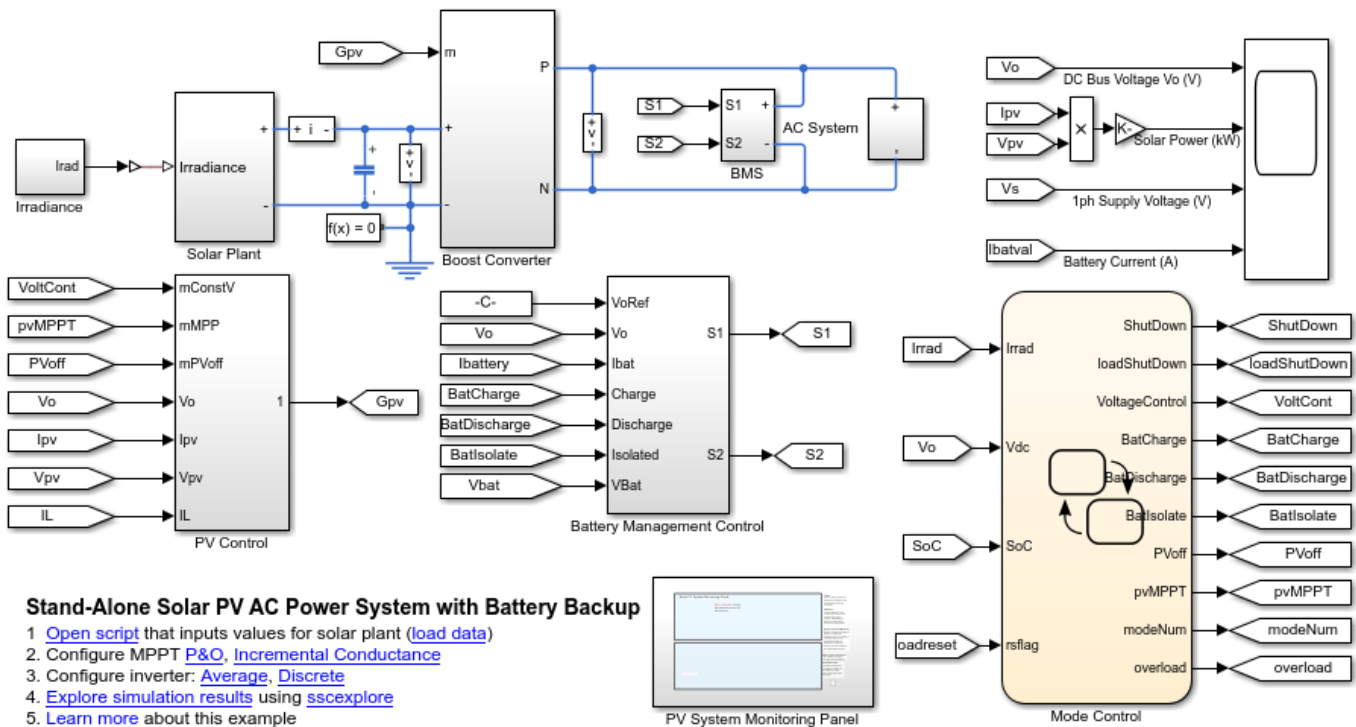 Gpv
m
P
N
+
-
Irad
Irradiance
Irradiance
+
-
Solar Plant
+ i -
+
-
+ v -
f(x) = 0
+
-
Boost Converter
+ v -
S1
S2
S1
S2
+
-
BMS
AC System
+
-
Vo
DC Bus Voltage Vo (V)
Ipv
Vpv
×
K-
Solar Power (kW)
Vs
1ph Supply Voltage (V)
Ibatval
Battery Current (A)
VoltCont
mConstV
pvMPPT
mMPP
PVoff
mPVoff
Vo
Vo
Ipv
Ipv
Vpv
Vpv
IL
IL
1
Gpv
PV Control
-C-
VoRef
Vo
Vo
Ibattery
Ibat
BatCharge
Charge
BatDischarge
Discharge
BatIsolate
Isolated
Vbat
VBat
S1
S1
S2
S2
Battery Management Control
Irrad
Irrad
Vo
Vdc
SoC
SoC
oadreset
rsflag
ShutDown
ShutDown
loadShutDown
loadShutDown
VoltageControl
VoltCont
BatCharge
BatCharge
BatDischarge
BatDischarge
BatIsolate
BatIsolate
PVoff
PVoff
pvMPPT
pvMPPT
modeNum
modeNum
overload
overload
Mode Control
Stand-Alone Solar PV AC Power System with Battery Backup
1 Open script that inputs values for solar plant (load data)
2. Configure MPPT P&O, Incremental Conductance
3. Configure inverter: Average, Discrete
4. Explore simulation results using sscexplore
5. Learn more about this example
PV System Monitoring Panel